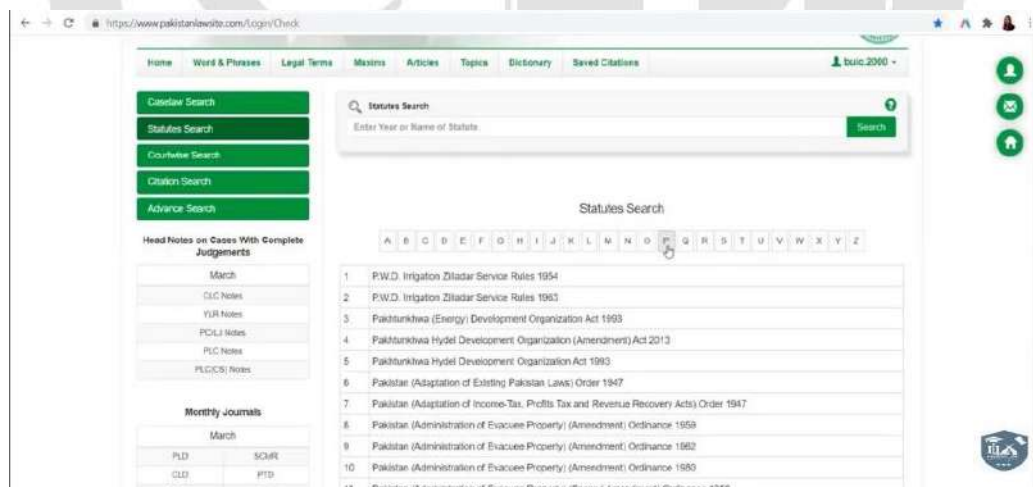 https://www.pakistanlawsite.com/Login/Check
Home Word & Phrases Legal Terms Maxims Articles Topics Dictionary Saved Citations buic.2000
Caselaw Search
Statutes Search
Courtwise Search
Citation Search
Advance Search
Head Notes on Cases With Complete
Judgements
March
CLC Notes
YLR Notes
PCrLJ Notes
PLC Notes
PLC(CS) Notes
Monthly Journals
March
PLD SCMR
CLD PTD
Statutes Search
Enter Year or Name of Statute
Search
Statutes Search
A B C D E F G H I J K L M N O P Q R S T U V W X Y Z
1 P.W.D. Irrigation Zilladar Service Rules 1954
2 P.W.D. Irrigation Zilladar Service Rules 1963
3 Pakhtunkhwa (Energy) Development Organization Act 1993
4 Pakhtunkhwa Hydel Development Organization (Amendment) Act 2013
5 Pakhtunkhwa Hydel Development Organization Act 1993
6 Pakistan (Adaptation of Existing Pakistan Laws) Order 1947
7 Pakistan (Adaptation of Income-Tax, Profits Tax and Revenue Recovery Acts) Order 1947
8 Pakistan (Administration of Evacuee Property) (Amendment) Ordinance 1959
9 Pakistan (Administration of Evacuee Property) (Amendment) Ordinance 1962
10 Pakistan (Administration of Evacuee Property) (Amendment) Ordinance 1980